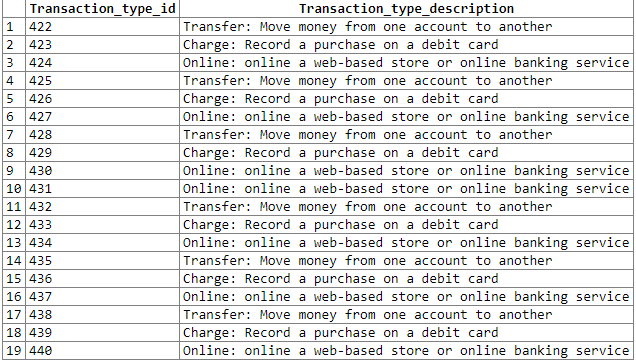 Transaction_type_id Transaction_type_description
1 422 Transfer: Move money from one account to another
2 423 Charge: Record a purchase on a debit card
3 424 Online: online a web-based store or online banking service
4 425 Transfer: Move money from one account to another
5 426 Charge: Record a purchase on a debit card
6 427 Online: online a web-based store or online banking service
7 428 Transfer: Move money from one account to another
8 429 Charge: Record a purchase on a debit card
9 430 Online: online a web-based store or online banking service
10 431 Online: online a web-based store or online banking service
11 432 Transfer: Move money from one account to another
12 433 Charge: Record a purchase on a debit card
13 434 Online: online a web-based store or online banking service
14 435 Transfer: Move money from one account to another
15 436 Charge: Record a purchase on a debit card
16 437 Online: online a web-based store or online banking service
17 438 Transfer: Move money from one account to another
18 439 Charge: Record a purchase on a debit card
19 440 Online: online a web-based store or online banking service